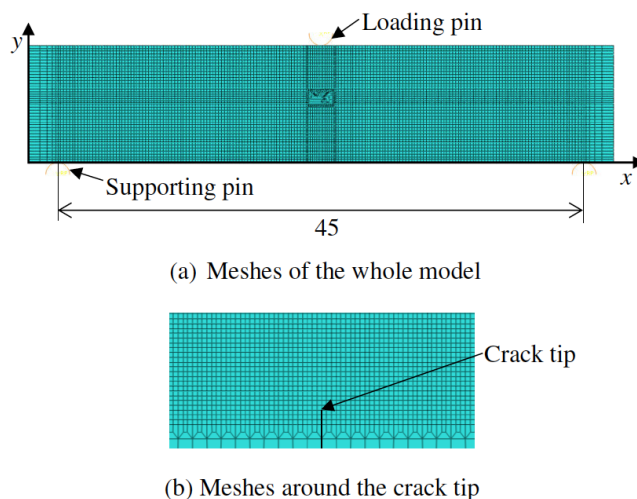 Loading pin
y
Supporting pin
x
45
(a) Meshes of the whole model
Crack tip
(b) Meshes around the crack tip